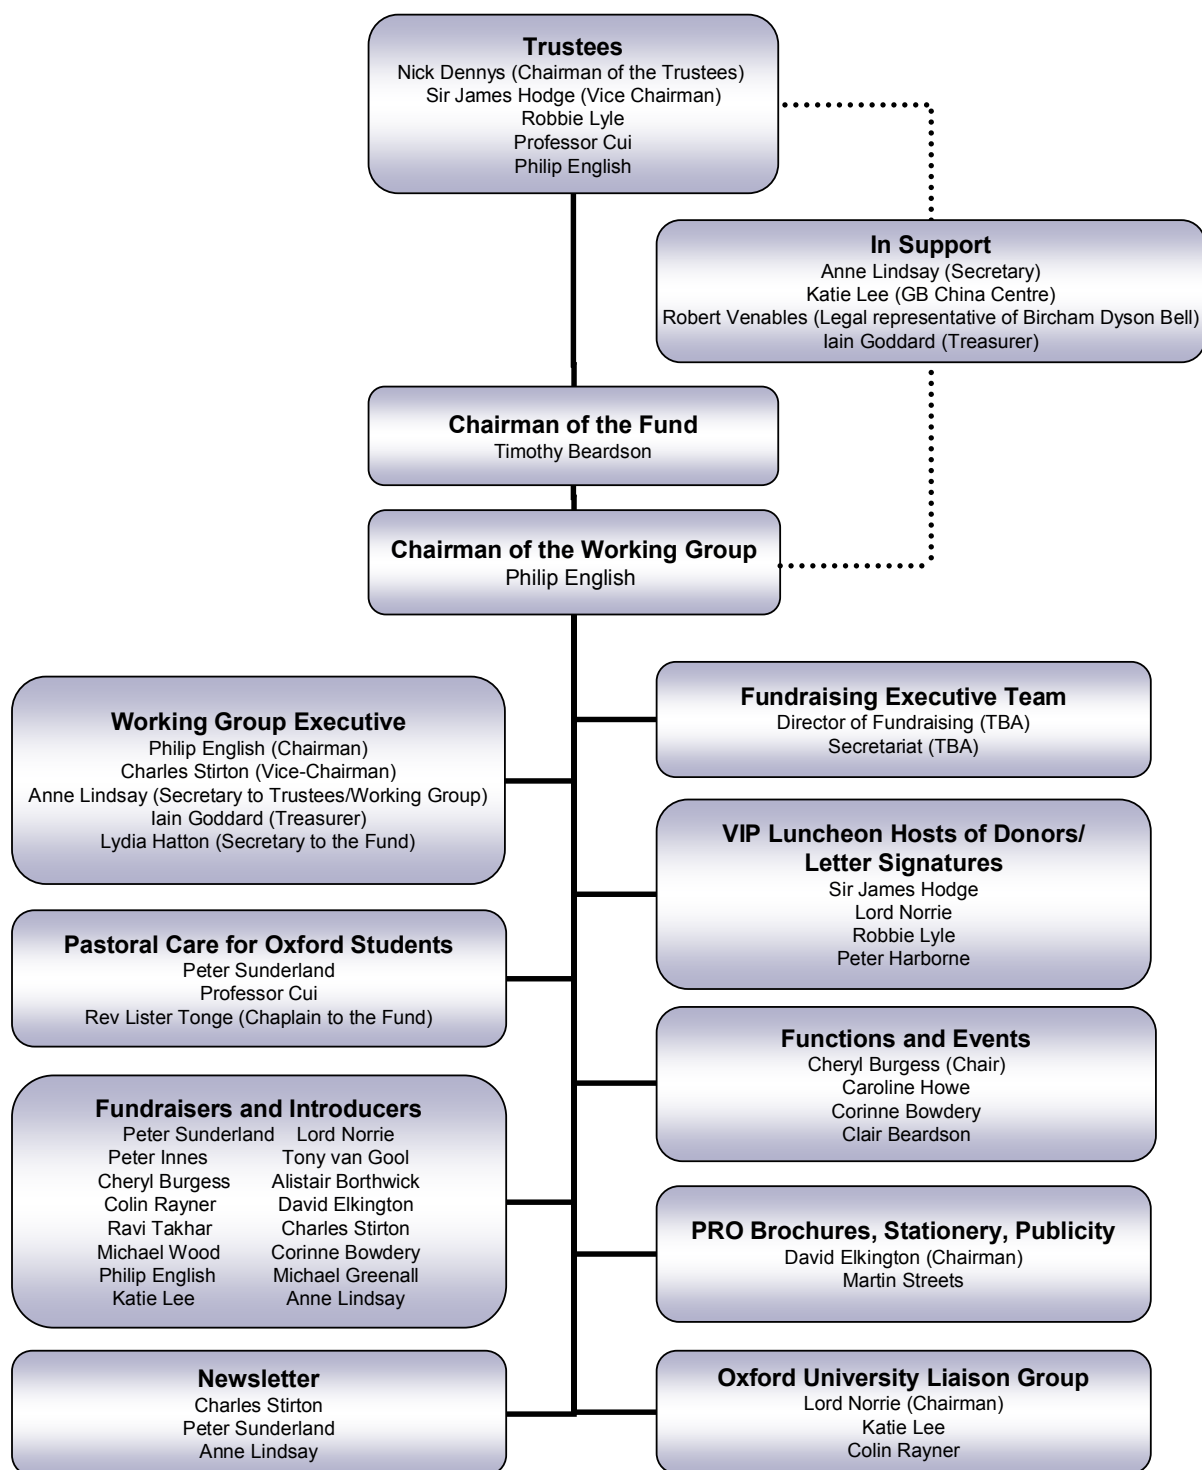 Trustees
Nick Dennys (Chairman of the Trustees)
Sir James Hodge (Vice Chairman)
Robbie Lyle
Professor Cui
Philip English
In Support
Anne Lindsay (Secretary)
Katie Lee (GB China Centre)
Robert Venables (Legal representative of Bircham Dyson Bell)
Iain Goddard (Treasurer)
Chairman of the Fund
Timothy Beardson
Chairman of the Working Group
Philip English
Working Group Executive
Philip English (Chairman)
Charles Stirton (Vice-Chairman)
Anne Lindsay (Secretary to Trustees/Working Group)
Iain Goddard (Treasurer)
Lydia Hatton (Secretary to the Fund)
Fundraising Executive Team
Director of Fundraising (TBA)
Secretariat (TBA)
VIP Luncheon Hosts of Donors/
Letter Signatures
Sir James Hodge
Lord Norrie
Robbie Lyle
Peter Harborne
Pastoral Care for Oxford Students
Peter Sunderland
Professor Cui
Rev Lister Tonge (Chaplain to the Fund)
Functions and Events
Cheryl Burgess (Chair)
Caroline Howe
Corinne Bowdery
Clair Beardson
Fundraisers and Introducers
Peter Sunderland Lord Norrie
Peter Innes Tony van Gool
Cheryl Burgess Alistair Borthwick
Colin Rayner David Elkington
Ravi Takhar Charles Stirton
Michael Wood Corinne Bowdery
Philip English Michael Greenall
Katie Lee Anne Lindsay
PRO Brochures, Stationery, Publicity
David Elkington (Chairman)
Martin Streets
Newsletter
Charles Stirton
Peter Sunderland
Anne Lindsay
Oxford University Liaison Group
Lord Norrie (Chairman)
Katie Lee
Colin Rayner